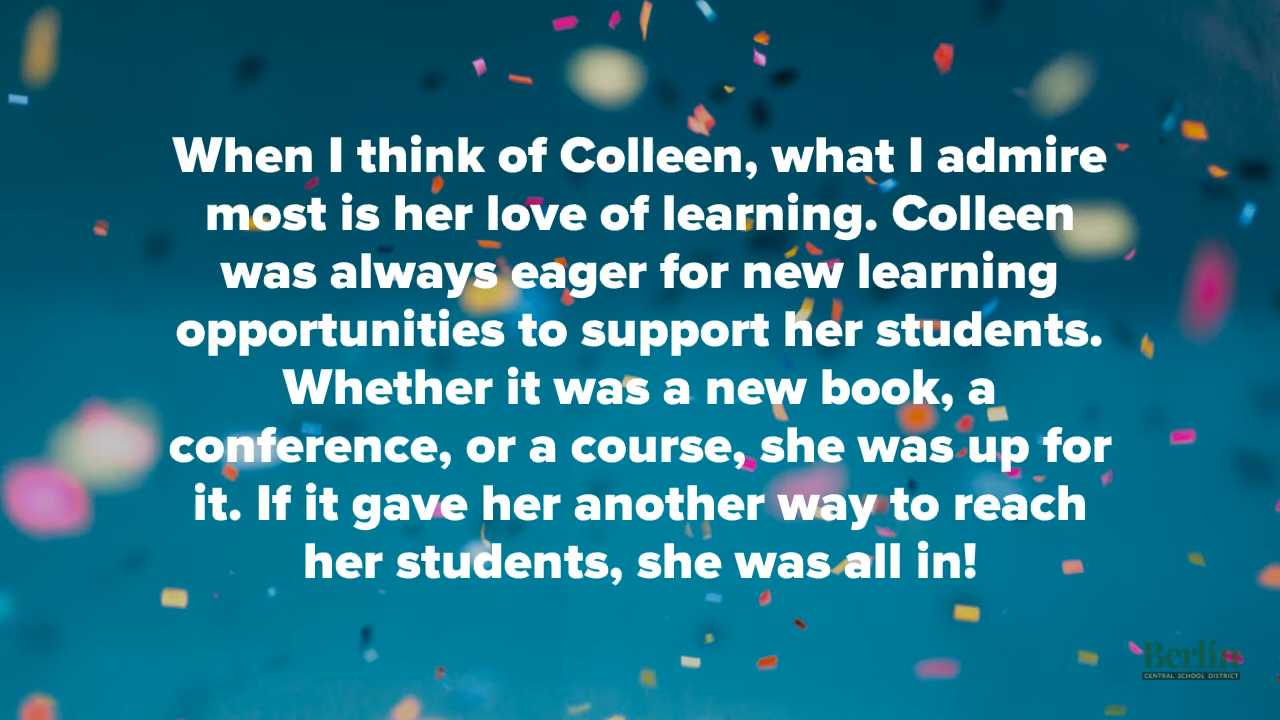 When I think of Colleen, what I admire
most is her love of learning. Colleen
was always eager for new learning
opportunities to support her students.
Whether it was a new book, a
conference, or a course, she was up for
it. If it gave her another way to reach
her students, she was all in!
Berlin
CENTRAL SCHOOL DISTRICT